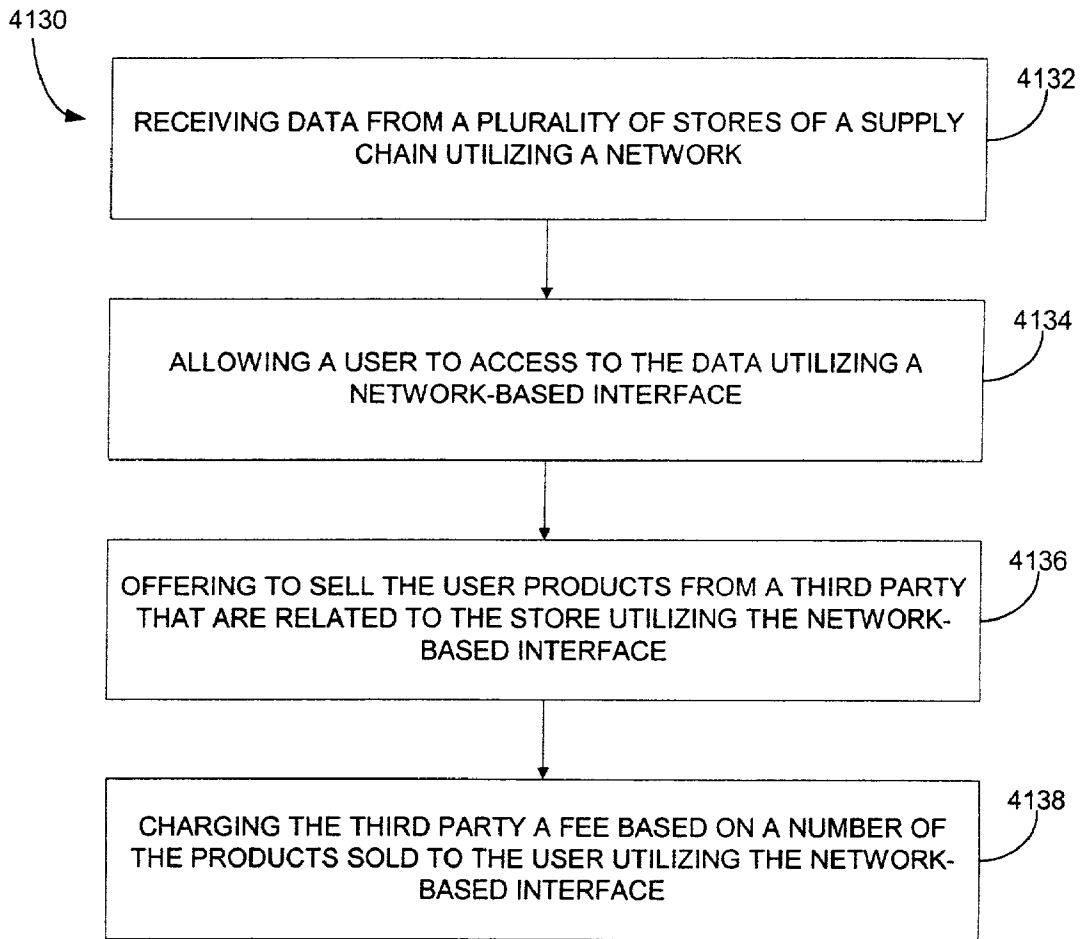 4130
4132
RECEIVING DATA FROM A PLURALITY OF STORES OF A SUPPLY
CHAIN UTILIZING A NETWORK
4134
ALLOWING A USER TO ACCESS TO THE DATA UTILIZING A
NETWORK-BASED INTERFACE
4136
OFFERING TO SELL THE USER PRODUCTS FROM A THIRD PARTY
THAT ARE RELATED TO THE STORE UTILIZING THE NETWORK-
BASED INTERFACE
4138
CHARGING THE THIRD PARTY A FEE BASED ON A NUMBER OF
THE PRODUCTS SOLD TO THE USER UTILIZING THE NETWORK-
BASED INTERFACE